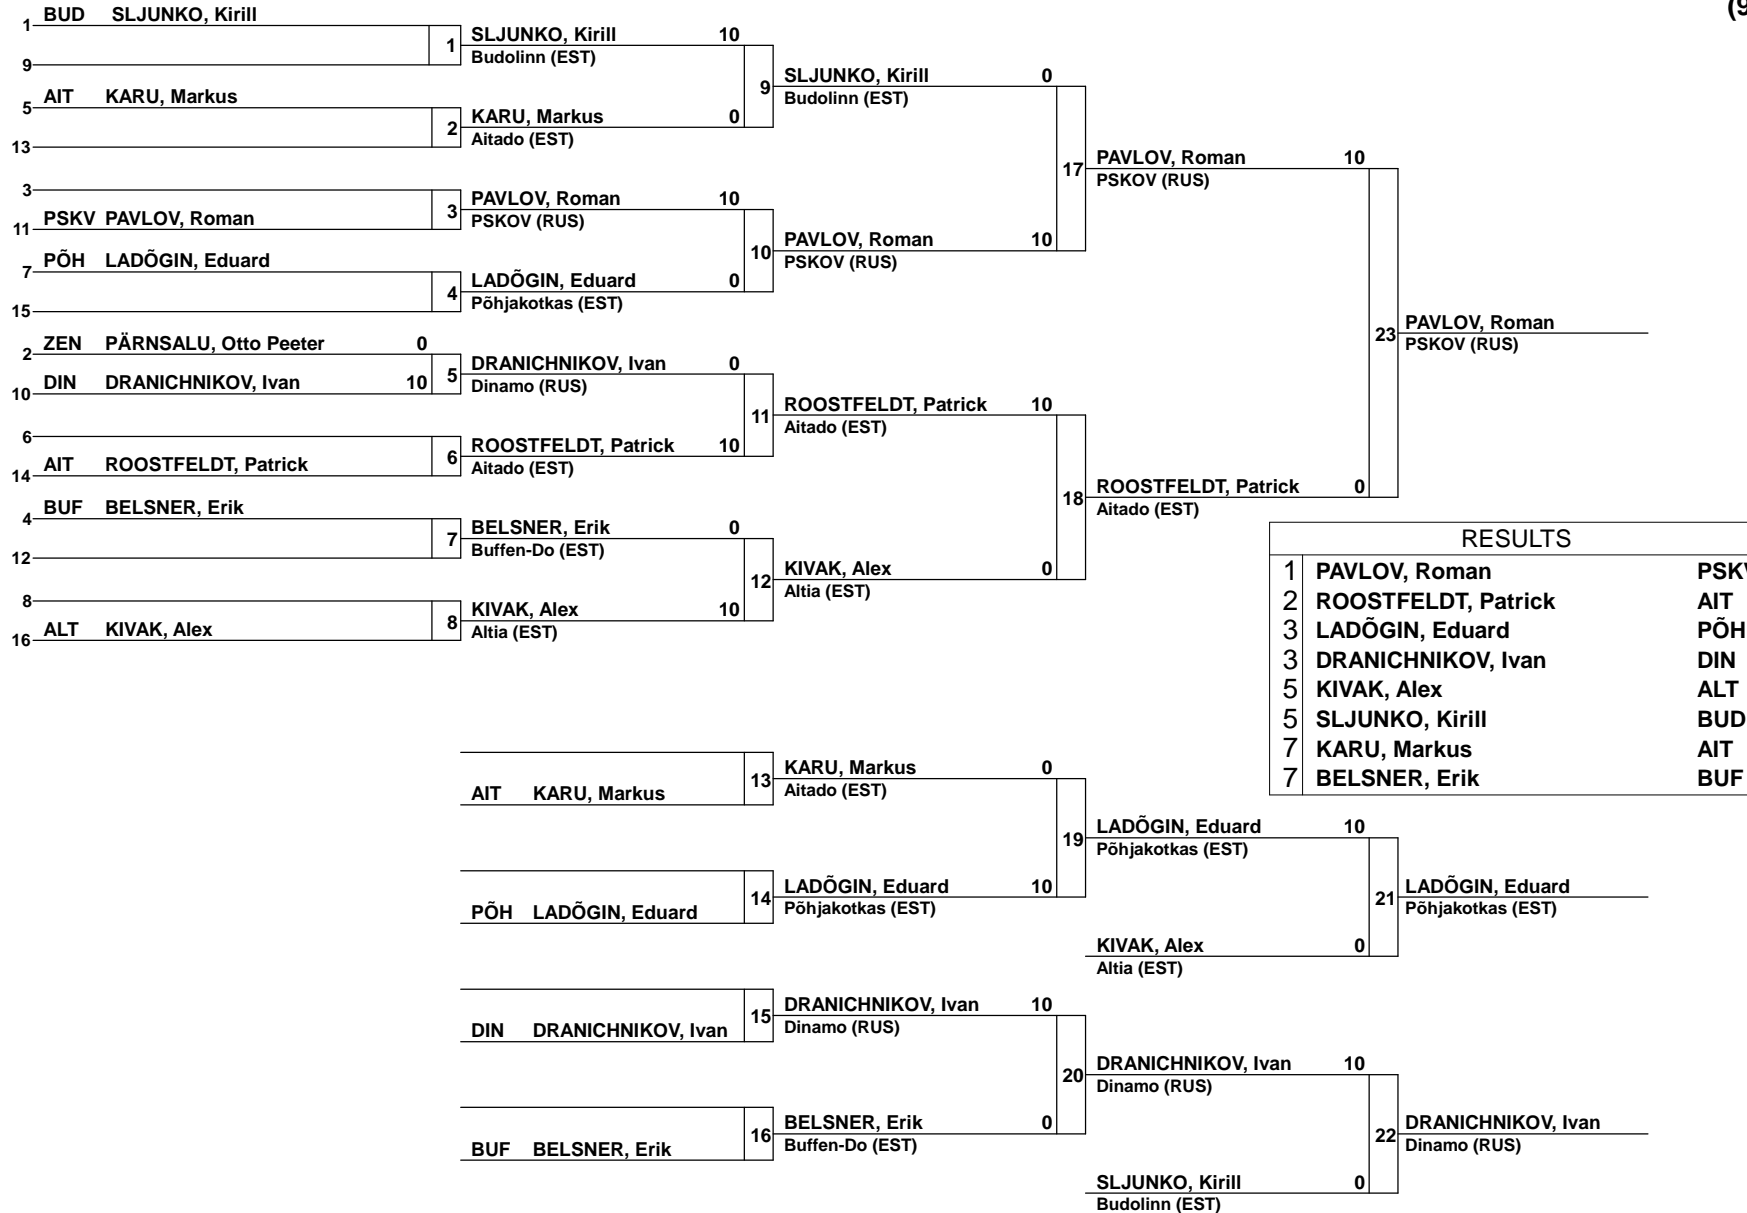 (9
1 BUD SLJUNKO, Kirill
9
1 SLJUNKO, Kirill 10
Budolinn (EST)
5 AIT KARU, Markus
13
2 KARU, Markus 0
Aitado (EST)
9 SLJUNKO, Kirill 0
Budolinn (EST)
3
11 PSKV PAVLOV, Roman
3 PAVLOV, Roman 10
PSKOV (RUS)
7 PÕH LADÕGIN, Eduard
15
4 LADÕGIN, Eduard 0
Põhjakotkas (EST)
10 PAVLOV, Roman 10
PSKOV (RUS)
17 PAVLOV, Roman 10
PSKOV (RUS)
2 ZEN PÄRNSALU, Otto Peeter 0
10 DIN DRANICHNIKOV, Ivan 10
5 DRANICHNIKOV, Ivan 0
Dinamo (RUS)
6
14 AIT ROOSTFELDT, Patrick
6 ROOSTFELDT, Patrick 10
Aitado (EST)
11 ROOSTFELDT, Patrick 10
Aitado (EST)
4 BUF BELSNER, Erik
12
7 BELSNER, Erik 0
Buffen-Do (EST)
8
16 ALT KIVAK, Alex
8 KIVAK, Alex 10
Altia (EST)
12 KIVAK, Alex 0
Altia (EST)
18 ROOSTFELDT, Patrick 0
Aitado (EST)
23 PAVLOV, Roman
PSKOV (RUS)
RESULTS
1 PAVLOV, Roman PSKV
2 ROOSTFELDT, Patrick AIT
3 LADÕGIN, Eduard PÕH
3 DRANICHNIKOV, Ivan DIN
5 KIVAK, Alex ALT
5 SLJUNKO, Kirill BUD
7 KARU, Markus AIT
7 BELSNER, Erik BUF
AIT KARU, Markus
13 KARU, Markus 0
Aitado (EST)
PÕH LADÕGIN, Eduard
14 LADÕGIN, Eduard 10
Põhjakotkas (EST)
19 LADÕGIN, Eduard 10
Põhjakotkas (EST)
KIVAK, Alex 0
Altia (EST)
21 LADÕGIN, Eduard
Põhjakotkas (EST)
DIN DRANICHNIKOV, Ivan
15 DRANICHNIKOV, Ivan 10
Dinamo (RUS)
BUF BELSNER, Erik
16 BELSNER, Erik 0
Buffen-Do (EST)
20 DRANICHNIKOV, Ivan 10
Dinamo (RUS)
SLJUNKO, Kirill 0
Budolinn (EST)
22 DRANICHNIKOV, Ivan
Dinamo (RUS)